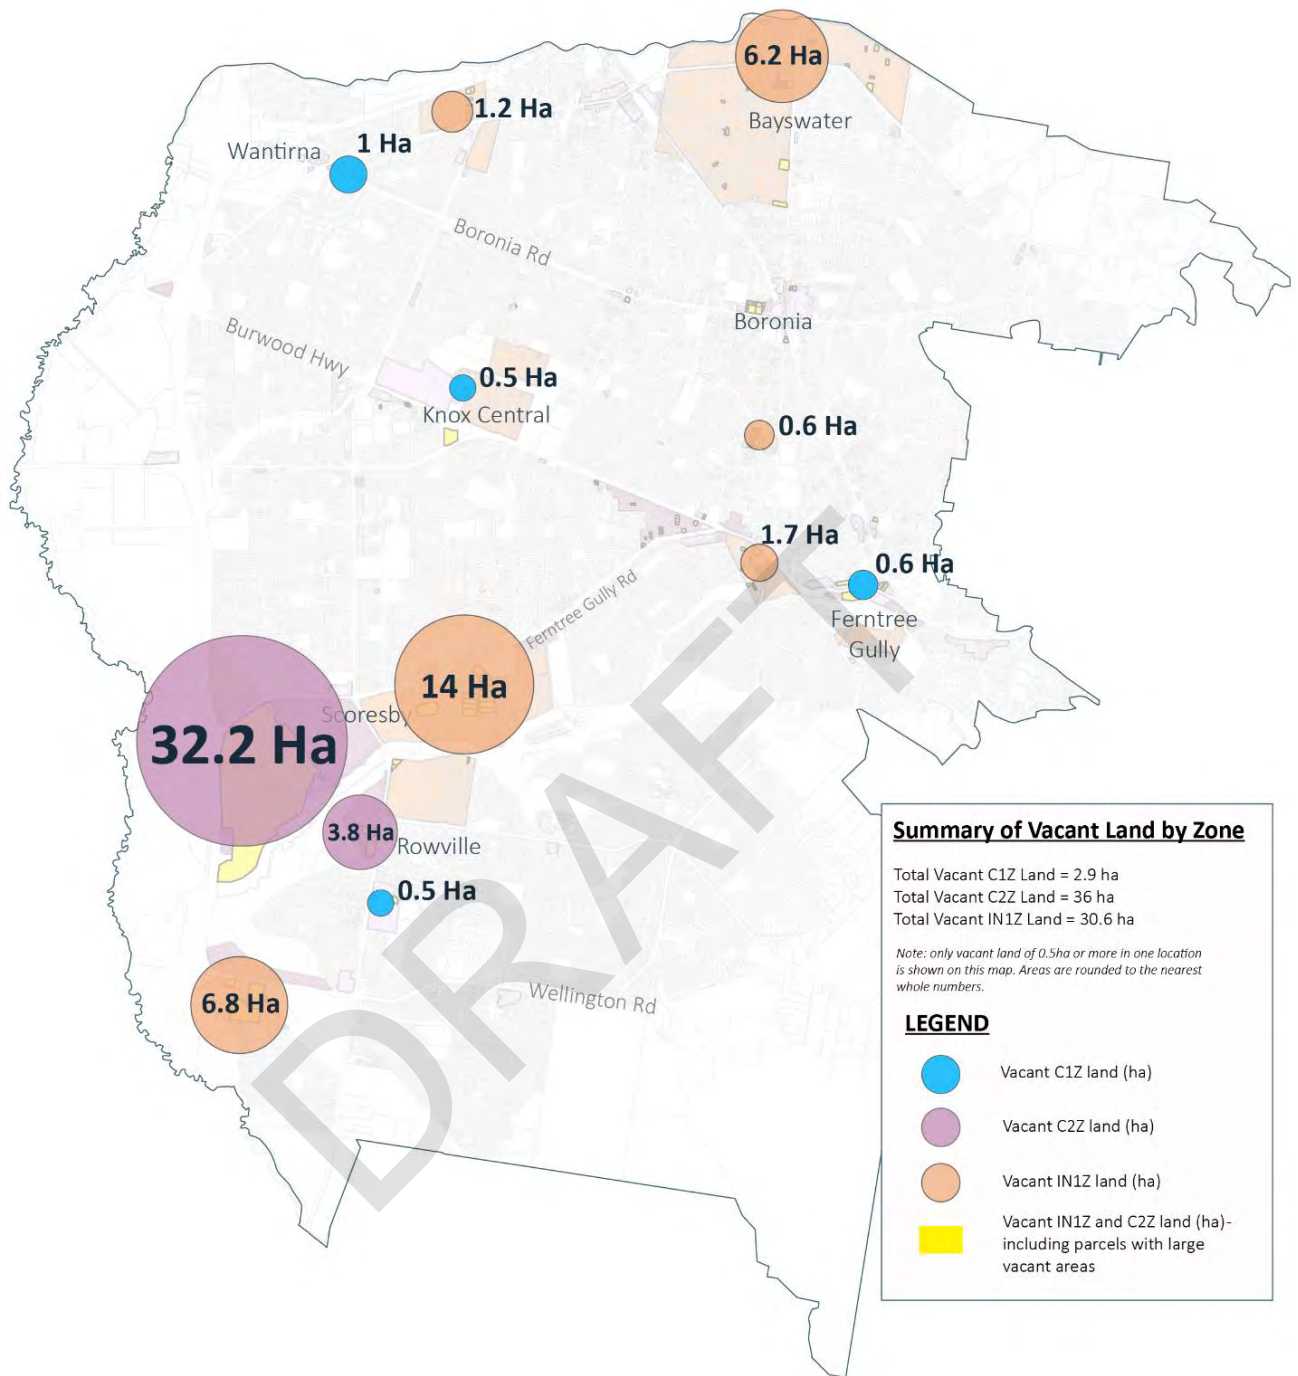 6.2 Ha
Bayswater
1.2 Ha
Wantirna
1 Ha
Boronia Rd
Boronia
Burwood Hwy
0.5 Ha
Knox Central
0.6 Ha
1.7 Ha
0.6 Ha
Ferntree
Gully
Ferntree Gully Rd
14 Ha
Scoresby
32.2 Ha
3.8 Ha
Rowville
0.5 Ha
6.8 Ha
Wellington Rd
DRAFT
Summary of Vacant Land by Zone
Total Vacant C1Z Land = 2.9 ha
Total Vacant C2Z Land = 36 ha
Total Vacant IN1Z Land = 30.6 ha
Note: only vacant land of 0.5ha or more in one location
is shown on this map. Areas are rounded to the nearest
whole numbers.
LEGEND
Vacant C1Z land (ha)
Vacant C2Z land (ha)
Vacant IN1Z land (ha)
Vacant IN1Z and C2Z land (ha)-
including parcels with large
vacant areas